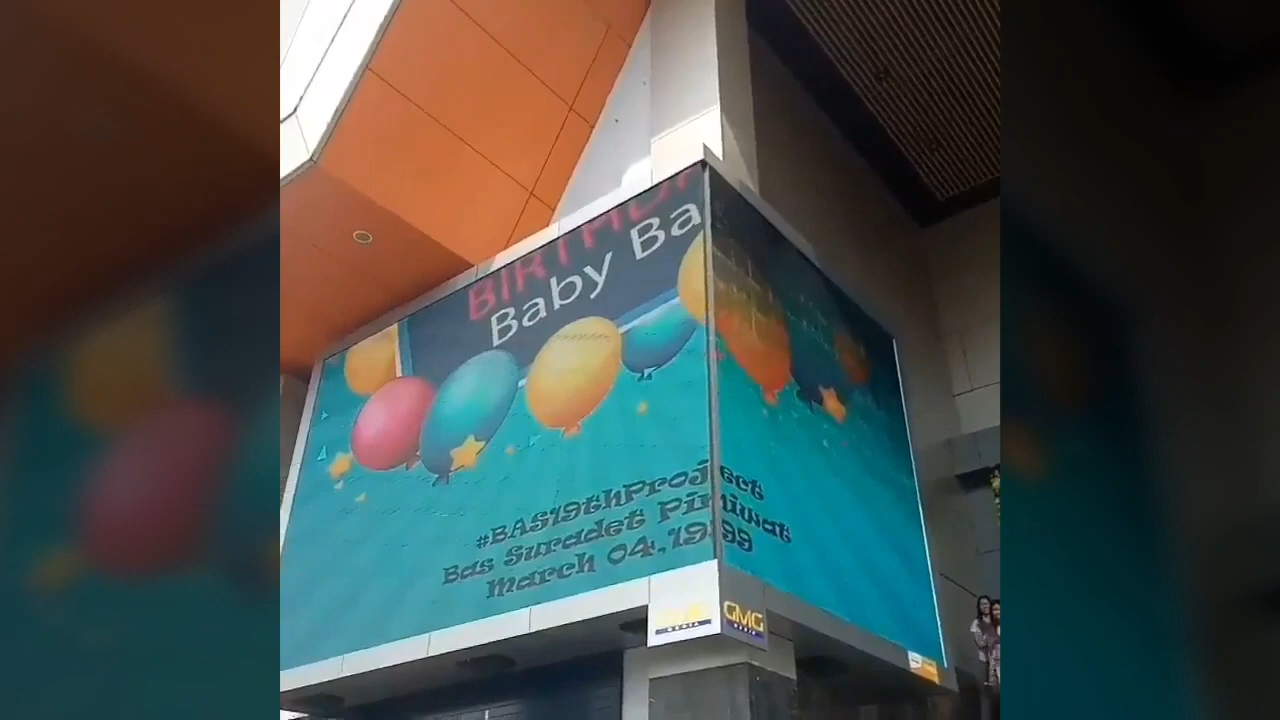 BIRTHDA
Baby Ba
#BAS19thProject
Bas Suradet Piniwat
March 04, 1999
GMG